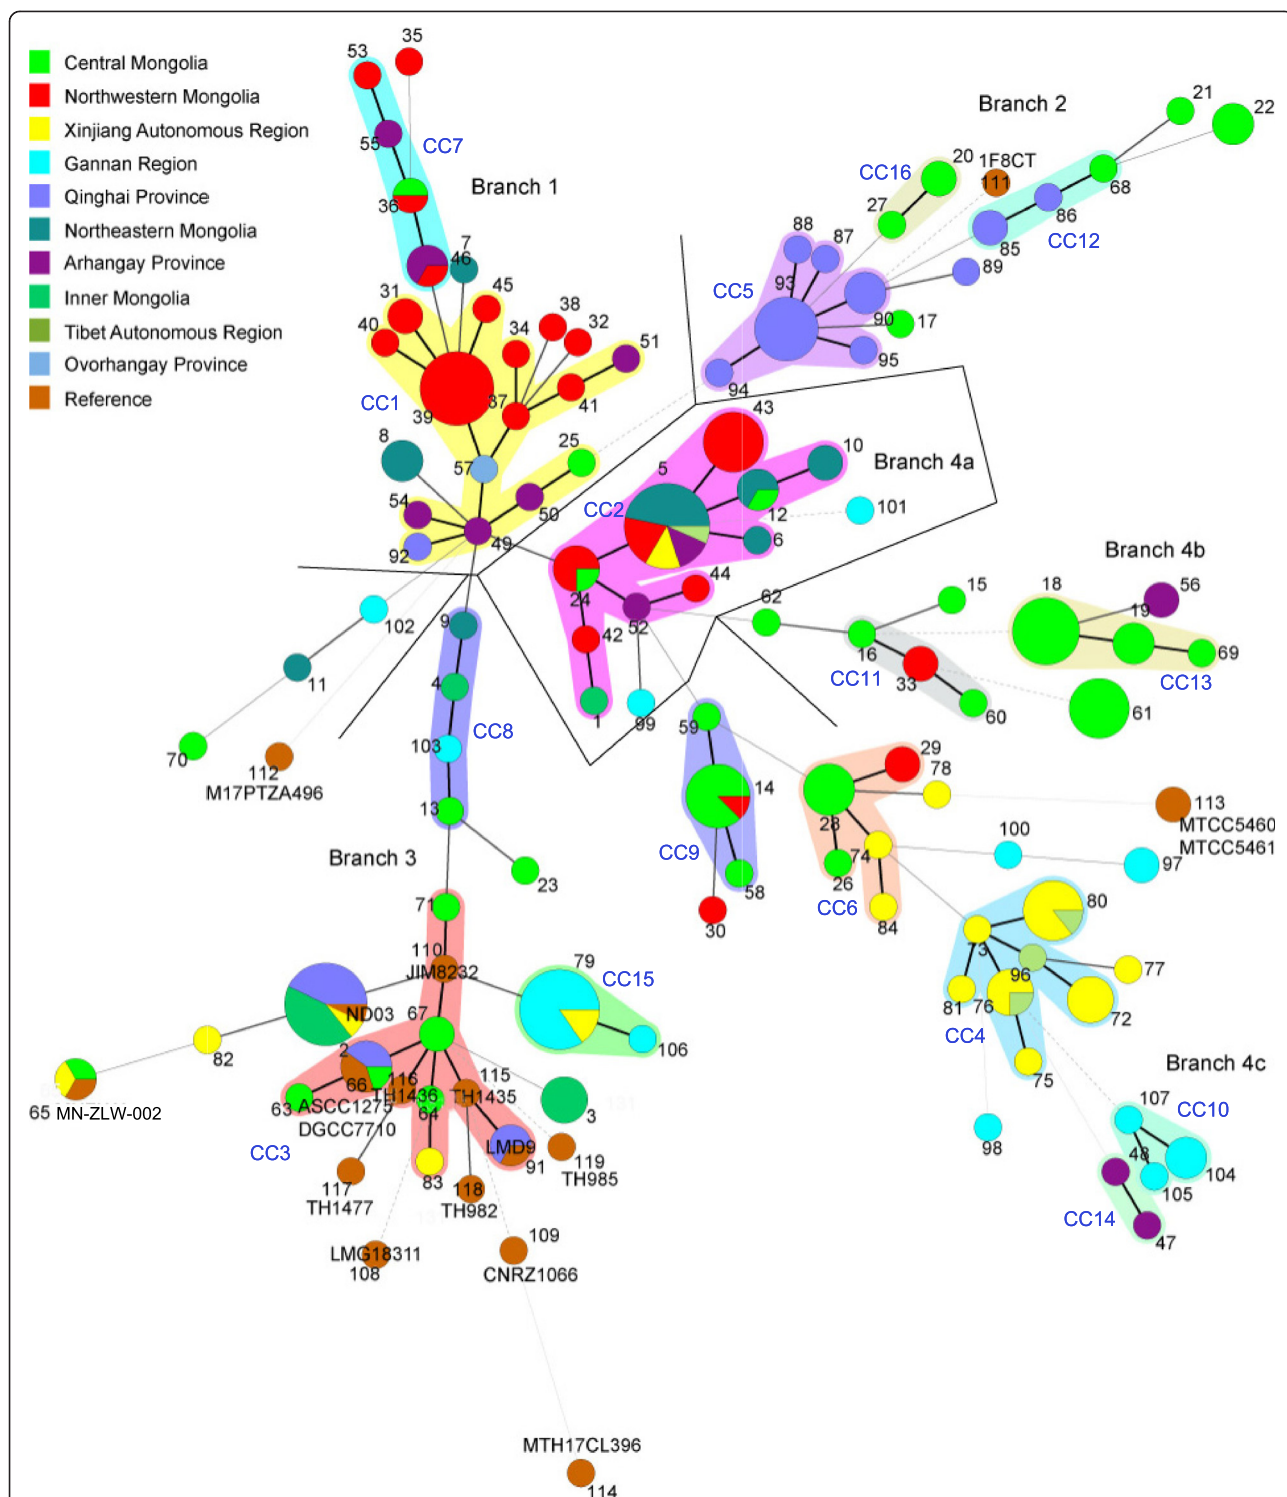 Central Mongolia
Northwestern Mongolia
Xinjiang Autonomous Region
Gannan Region
Qinghai Province
Northeastern Mongolia
Arhangay Province
Inner Mongolia
Tibet Autonomous Region
Ovorhangay Province
Reference
53
35
55
CC7
36
Branch 1
46
7
31
45
40
34
38
32
51
CC1
39
37
41
8
57
25
54
50
92
49
102
11
70
112
M17PTZA496
Branch 2
21
22
20
1F8CT
111
CC16
27
68
86
85
CC12
88
87
89
93
CC5
90
17
95
94
43
10
Branch 4a
5
CC2
12
101
6
24
44
52
42
1
99
Branch 4b
62
15
18
56
19
16
33
CC11
69
CC13
60
61
9
4
CC8
103
13
23
Branch 3
71
110
JIM8232
ND03
79
CC15
67
106
82
2
65 MN-ZLW-002
66
116
115
63
ASCC1275
TH1436
TH1435
64
DGCC7710
3
CC3
LMD9
91
119
TH985
83
117
TH1477
118
TH982
LMG18311
108
109
CNRZ1066
MTH17CL396
114
59
14
CC9
58
30
29
78
28
74
26
CC6
84
113
MTCC5460
MTCC5461
100
97
80
73
96
77
81
76
72
CC4
75
Branch 4c
107
CC10
98
48
105
104
CC14
47